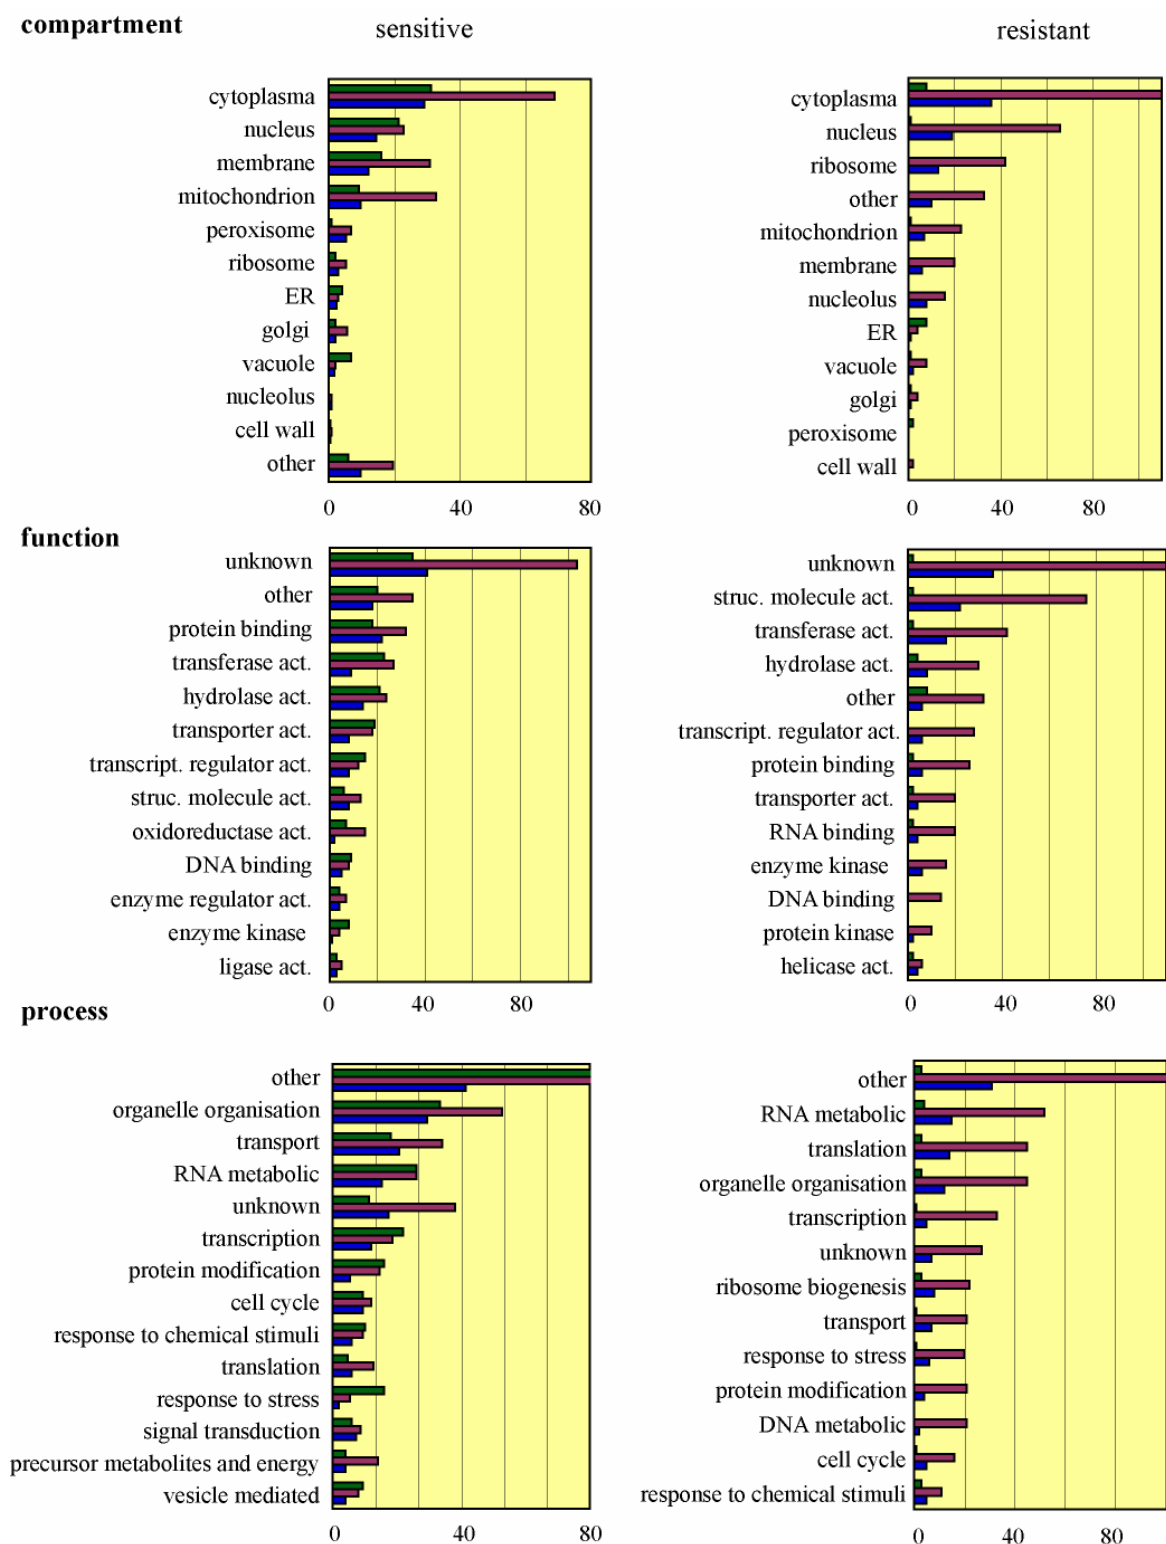 compartment
sensitive
resistant
cytoplasma
nucleus
membrane
mitochondrion
peroxisome
ribosome
ER
golgi
vacuole
nucleolus
cell wall
other
0 40 80
cytoplasma
nucleus
ribosome
other
mitochondrion
membrane
nucleolus
ER
vacuole
golgi
peroxisome
cell wall
0 40 80
function
unknown
other
protein binding
transferase act.
hydrolase act.
transporter act.
transcript. regulator act.
struc. molecule act.
oxidoreductase act.
DNA binding
enzyme regulator act.
enzyme kinase
ligase act.
0 40 80
unknown
struc. molecule act.
transferase act.
hydrolase act.
other
transcript. regulator act.
protein binding
transporter act.
RNA binding
enzyme kinase
DNA binding
protein kinase
helicase act.
0 40 80
process
other
organelle organisation
transport
RNA metabolic
unknown
transcription
protein modification
cell cycle
response to chemical stimuli
translation
response to stress
signal transduction
precursor metabolites and energy
vesicle mediated
0 40 80
other
RNA metabolic
translation
organelle organisation
transcription
unknown
ribosome biogenesis
transport
response to stress
protein modification
DNA metabolic
cell cycle
response to chemical stimuli
0 40 80